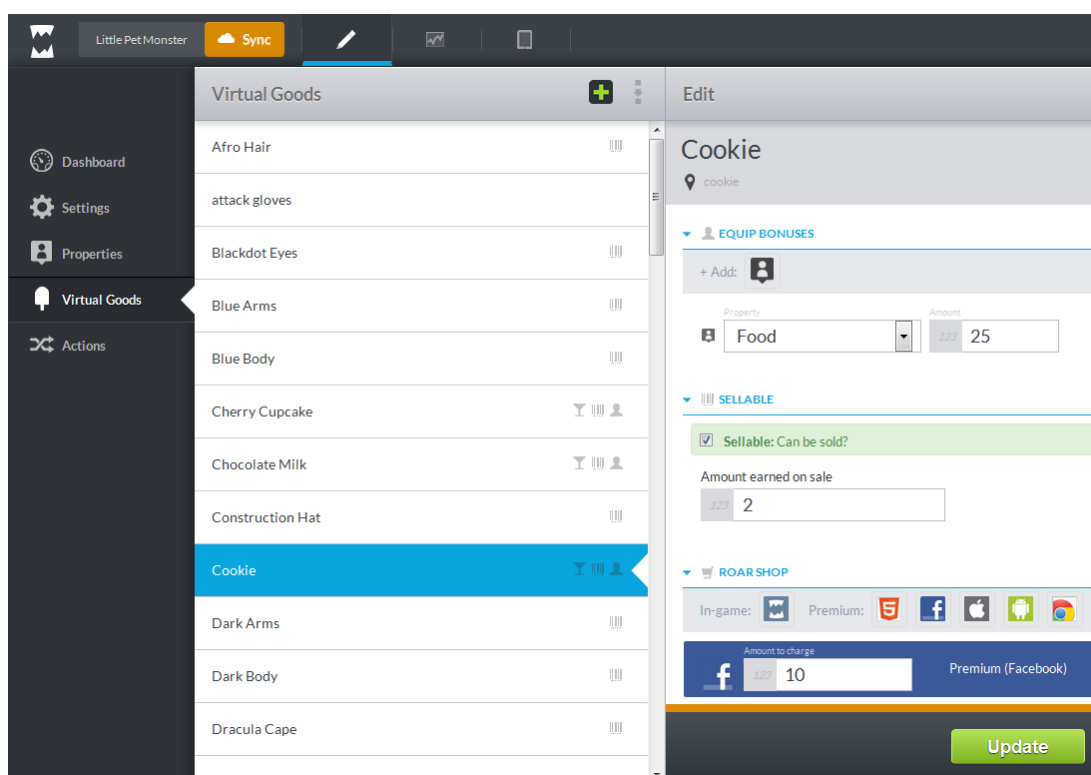 Little Pet Monster
Sync
Dashboard
Settings
Properties
Virtual Goods
Actions
Virtual Goods
Afro Hair
attack gloves
Blackdot Eyes
Blue Arms
Blue Body
Cherry Cupcake
Chocolate Milk
Construction Hat
Cookie
Dark Arms
Dark Body
Dracula Cape
Edit
Cookie
cookie
EQUIP BONUSES
+ Add:
Property Amount
Food 123 25
SELLABLE
Sellable: Can be sold?
Amount earned on sale
123 2
ROAR SHOP
In-game: Premium:
Amount to charge
123 10 Premium (Facebook)
Update